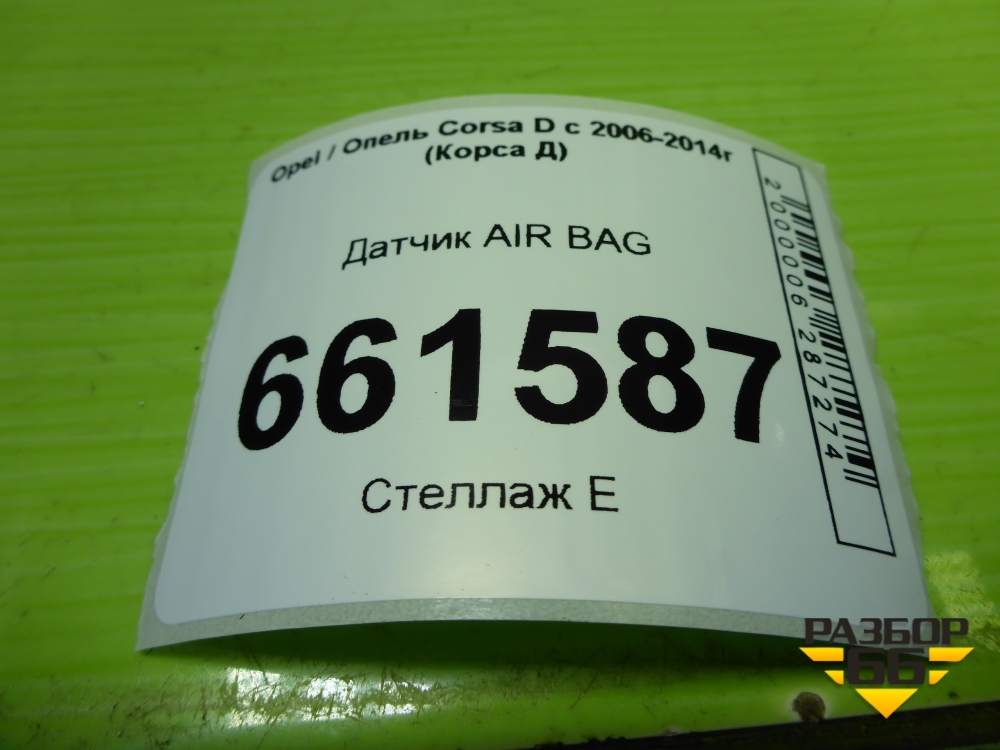 Opel / Опель Corsa D с 2006-2014г
(Корса Д)
Датчик AIR BAG
661587
Стеллаж Е
2000006287274
РАЗБОР
66